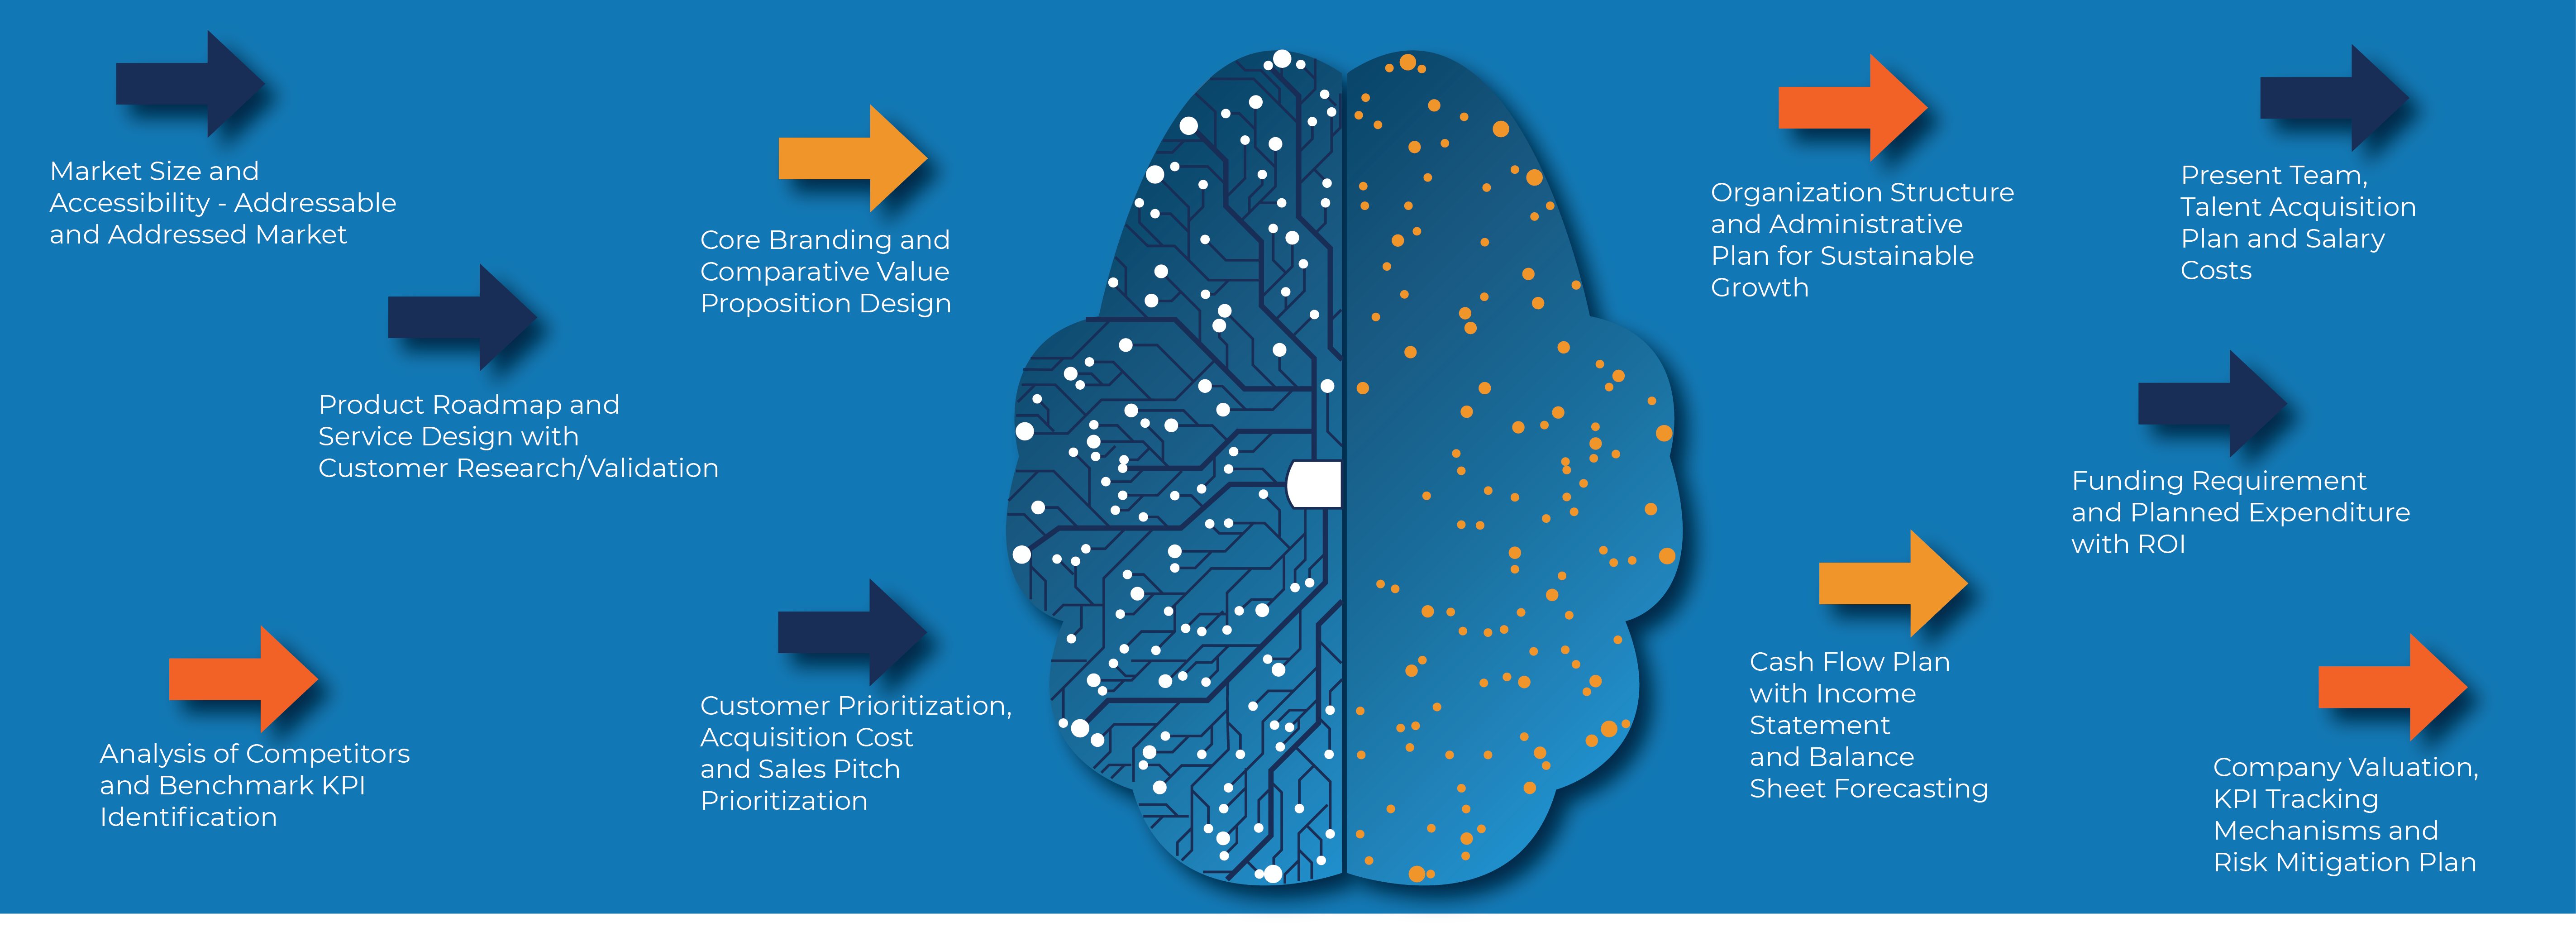 Market Size and
Accessibility - Addressable
and Addressed Market
Product Roadmap and
Service Design with
Customer Research/Validation
Analysis of Competitors
and Benchmark KPI
Identification
Core Branding and
Comparative Value
Proposition Design
Customer Prioritization,
Acquisition Cost
and Sales Pitch
Prioritization
Organization Structure
and Administrative
Plan for Sustainable
Growth
Cash Flow Plan
with Income
Statement
and Balance
Sheet Forecasting
Present Team,
Talent Acquisition
Plan and Salary
Costs
Funding Requirement
and Planned Expenditure
with ROI
Company Valuation,
KPI Tracking
Mechanisms and
Risk Mitigation Plan